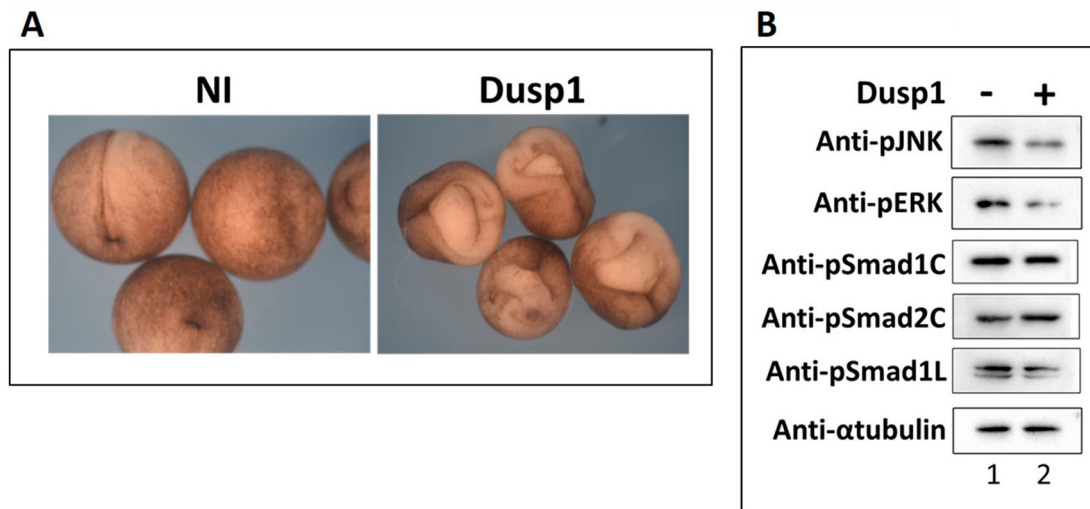 A
B
NI
Dusp1
Dusp1 - +
Anti-pJNK
Anti-pERK
Anti-pSmad1C
Anti-pSmad2C
Anti-pSmad1L
Anti-αtubulin
1 2